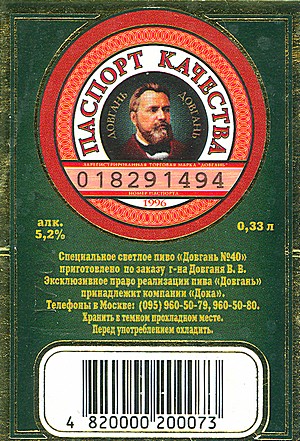 ПАСПОРТ КАЧЕСТВА
ДОВГАНЬ ДОВГАНЬ
ЗАРЕГИСТРИРОВАННАЯ ТОРГОВАЯ МАРКА "ДОВГАНЬ"
018291494
НОМЕР ПАСПОРТА
1996
алк.
5,2%
0,33 л
Специальное светлое пиво «Довгань №40»
приготовлено по заказу г-на Довганя В. В.
Эксклюзивное право реализации пива «Довгань»
принадлежит компании «Дока».
Телефоны в Москве: (095) 960-50-79, 960-50-80.
Хранить в темном прохладном месте.
Перед употреблением охладить.
4 820000 200073